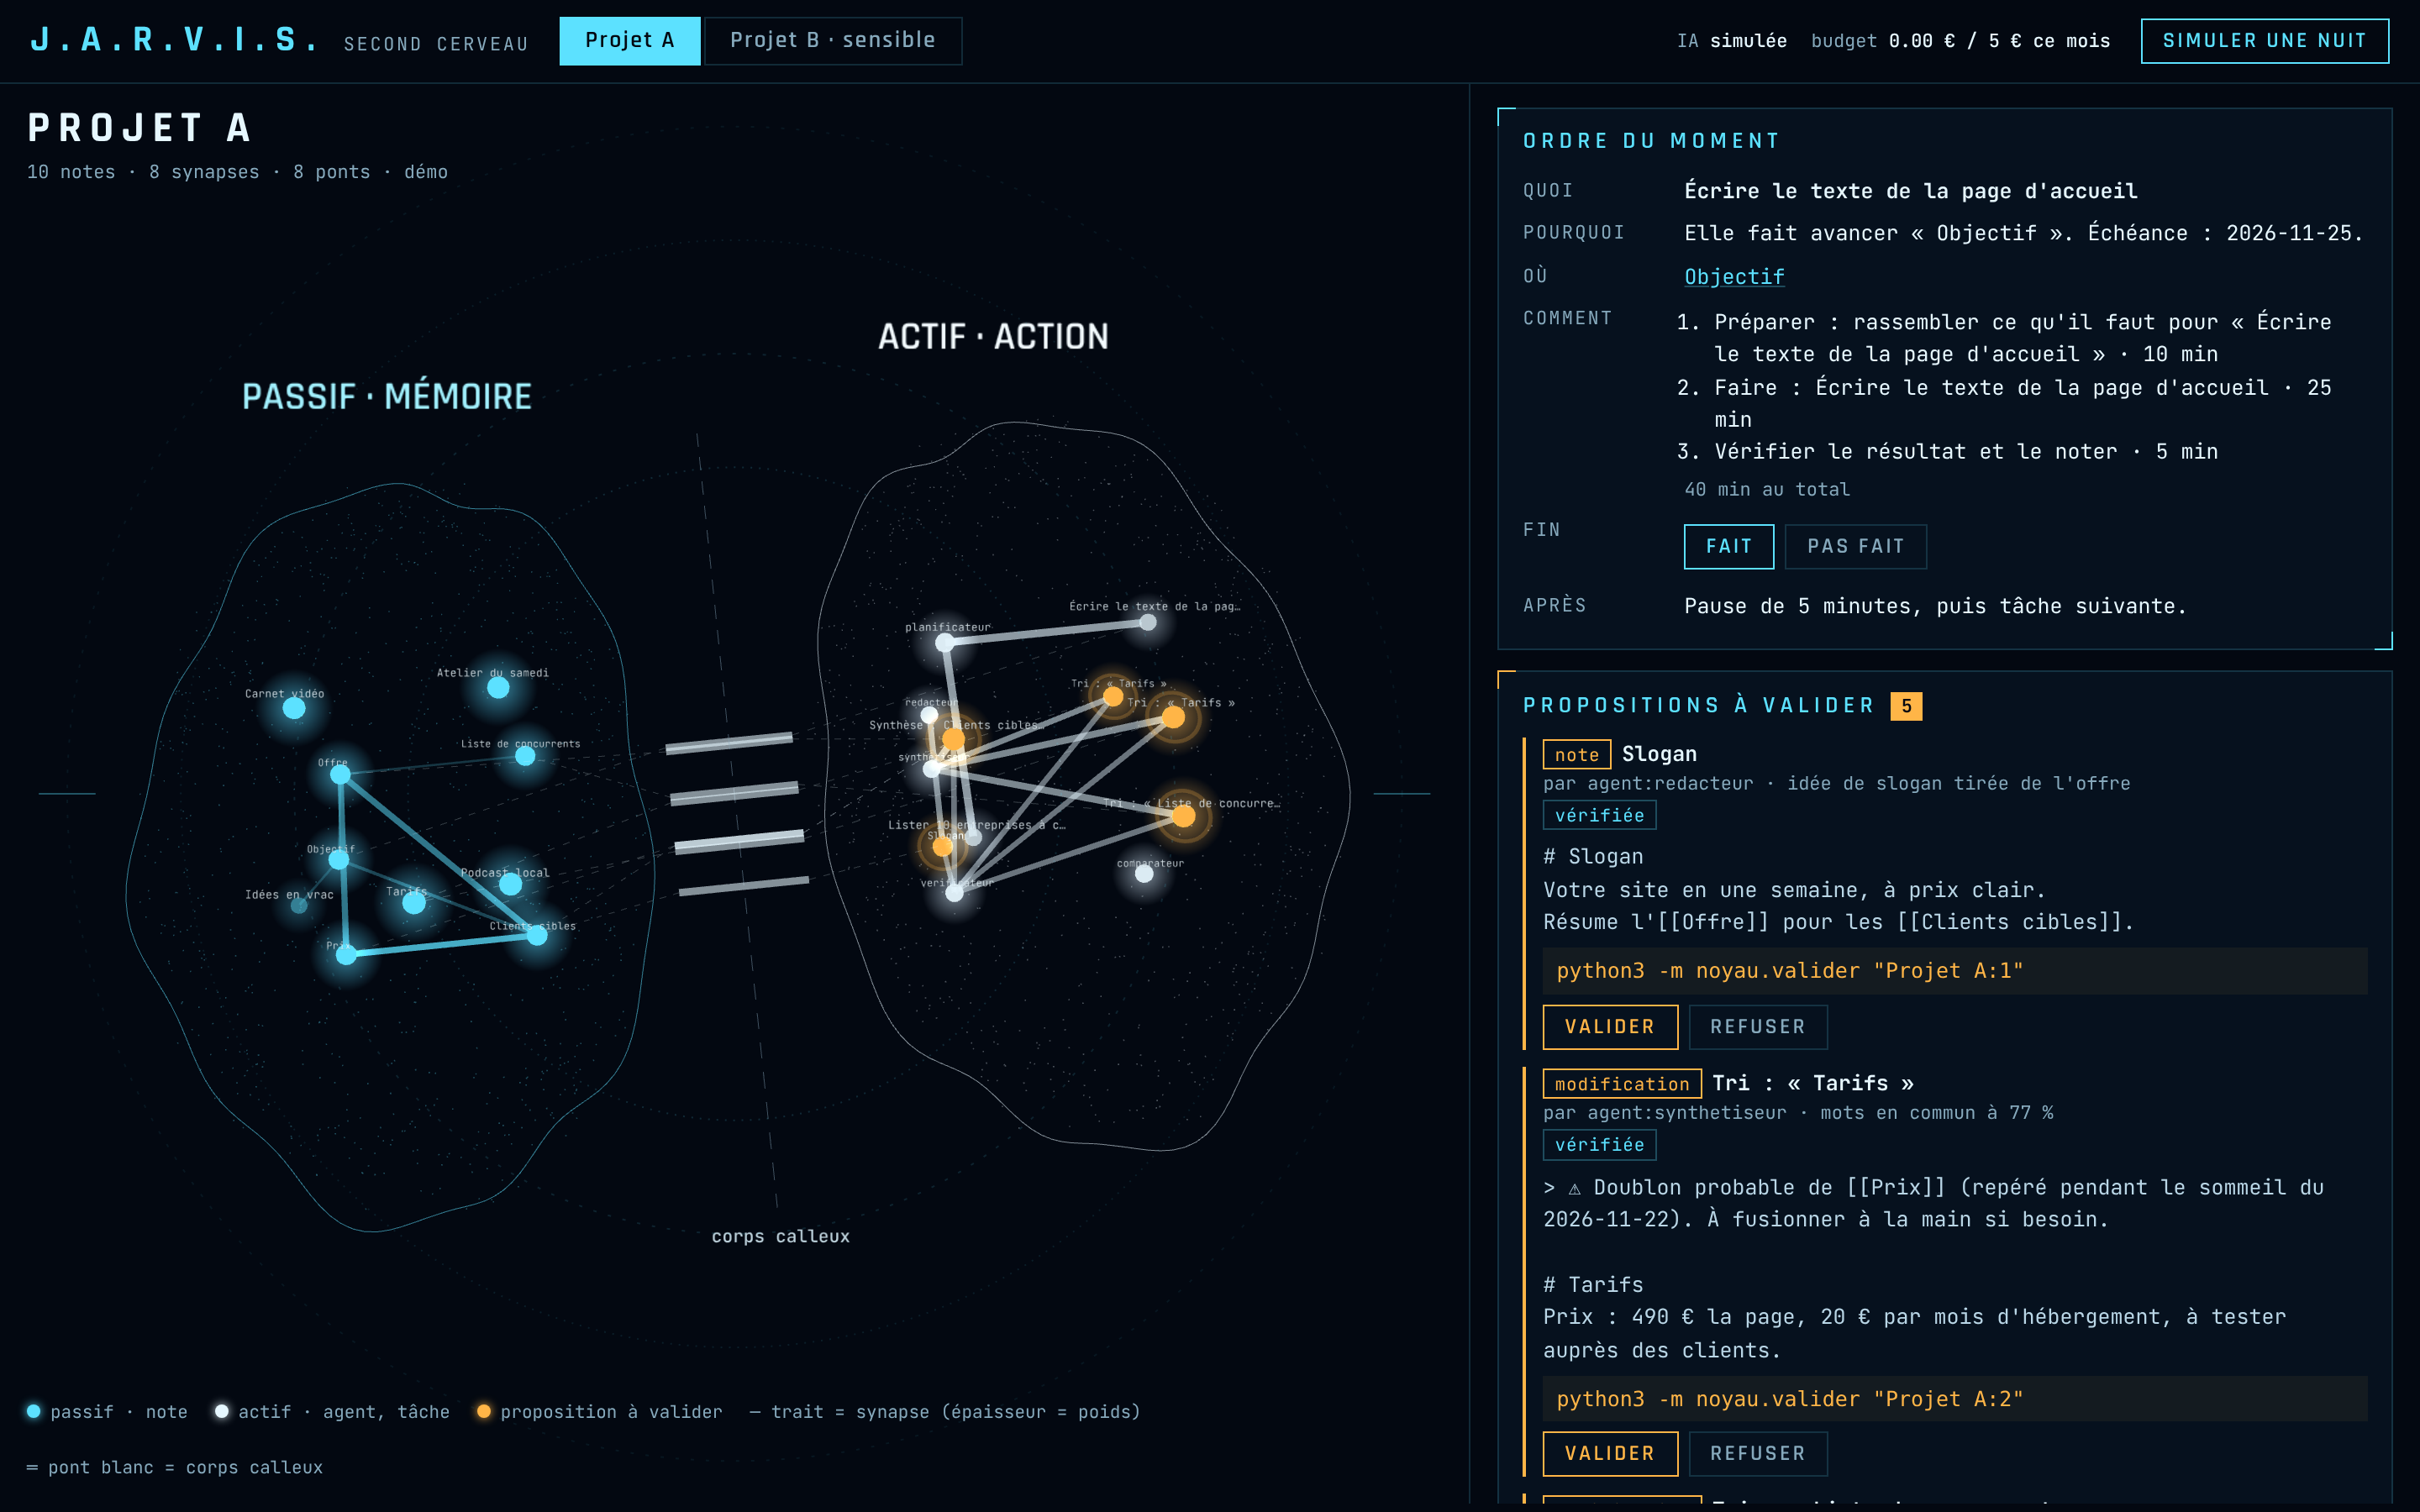 J.A.R.V.I.S. SECOND CERVEAU Projet A Projet B · sensible IA simulée budget 0.00 € / 5 € ce mois SIMULER UNE NUIT
PROJET A
10 notes · 8 synapses · 8 ponts · démo
ACTIF · ACTION
PASSIF · MÉMOIRE
Écrire le texte de la pag…
planificateur
Atelier du samedi
Carnet vidéo
Tri : « Tarifs »
redacteur
Tri : « Tarifs »
Synthèse Clients cibles…
Liste de concurrents
Offre
synthetiseur
Tri : « Liste de concurre…
Lister 10 entreprises à c…
Slogan
Objectif
comparateur
Podcast local
Idées en vrac
Tarifs
verificateur
Clients cibles
Prix
corps calleux
passif · note actif · agent, tâche proposition à valider — trait = synapse (épaisseur = poids)
═ pont blanc = corps calleux
ORDRE DU MOMENT
QUOI Écrire le texte de la page d'accueil
POURQUOI Elle fait avancer « Objectif ». Échéance : 2026-11-25.
OÙ Objectif
COMMENT 1. Préparer : rassembler ce qu'il faut pour « Écrire
le texte de la page d'accueil » · 10 min
2. Faire : Écrire le texte de la page d'accueil · 25
min
3. Vérifier le résultat et le noter · 5 min
40 min au total
FIN FAIT PAS FAIT
APRÈS Pause de 5 minutes, puis tâche suivante.
PROPOSITIONS À VALIDER 5
note Slogan
par agent:redacteur · idée de slogan tirée de l'offre
vérifiée
# Slogan
Votre site en une semaine, à prix clair.
Résume l'[[Offre]] pour les [[Clients cibles]].
python3 -m noyau.valider "Projet A:1"
VALIDER REFUSER
modification Tri : « Tarifs »
par agent:synthetiseur · mots en commun à 77 %
vérifiée
> ⚠ Doublon probable de [[Prix]] (repéré pendant le sommeil du
2026-11-22). À fusionner à la main si besoin.
# Tarifs
Prix : 490 € la page, 20 € par mois d'hébergement, à tester
auprès des clients.
python3 -m noyau.valider "Projet A:2"
VALIDER REFUSER